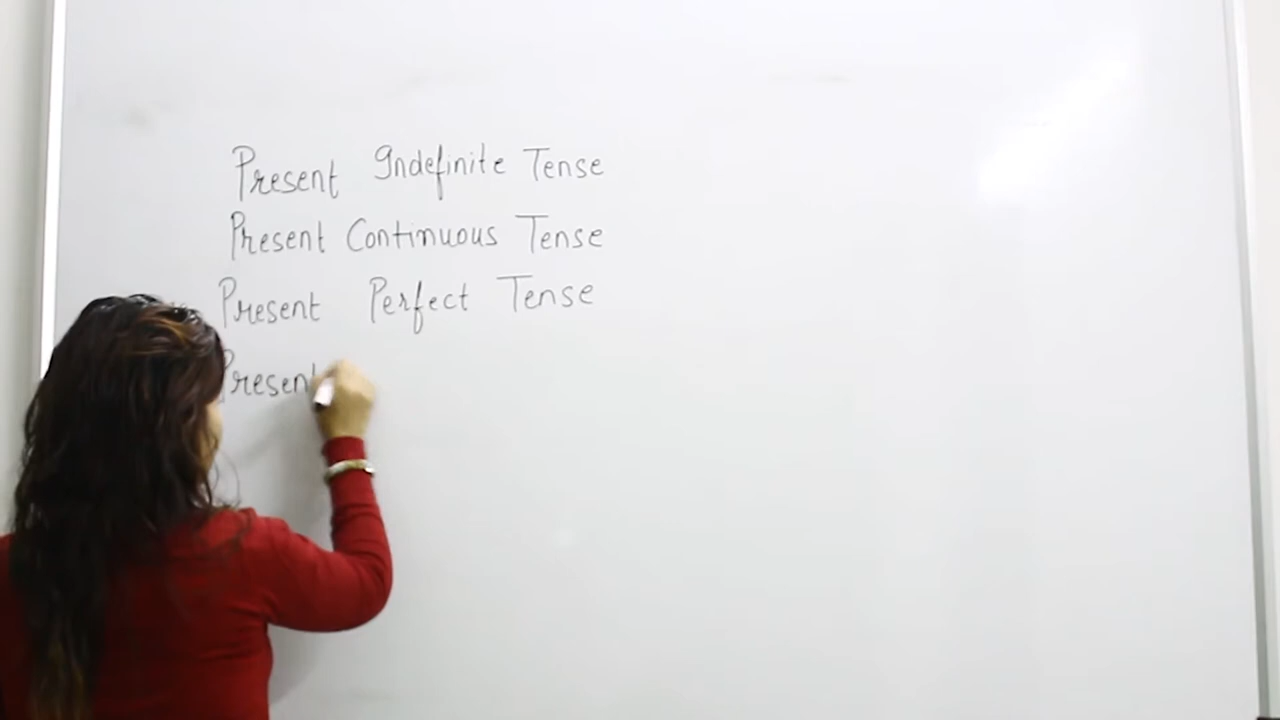 Present Indefinite Tense
Present Continuous Tense
Present Perfect Tense
Present